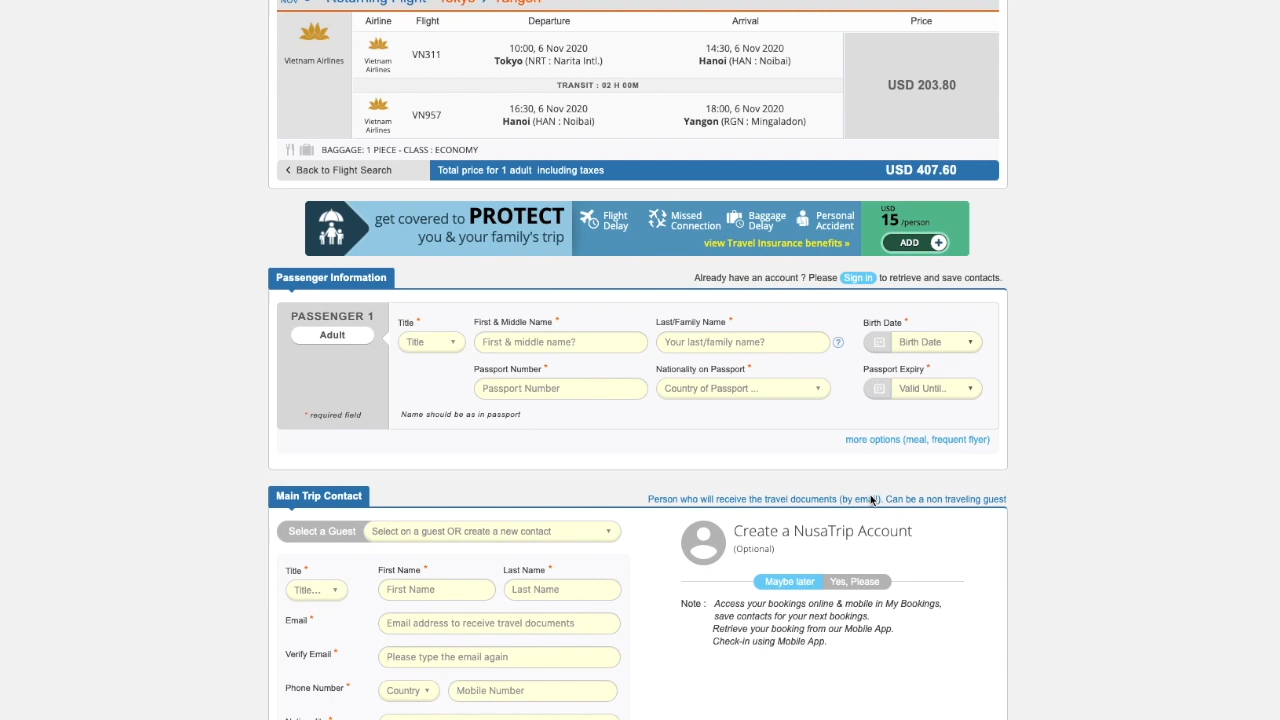 NOV Returning Flight Tokyo Yangon
Airline Flight Departure Arrival Price
Vietnam Airlines
Vietnam Airlines
VN311
10:00, 6 Nov 2020
Tokyo (NRT : Narita Intl.)
14:30, 6 Nov 2020
Hanoi (HAN : Noibai)
USD 203.80
TRANSIT : 02 H 00M
Vietnam Airlines
VN957
16:30, 6 Nov 2020
Hanoi (HAN : Noibai)
18:00, 6 Nov 2020
Yangon (RGN : Mingaladon)
BAGGAGE: 1 PIECE - CLASS : ECONOMY
Back to Flight Search Total price for 1 adult including taxes USD 407.60
get covered to PROTECT
you & your family's trip
Flight Delay
Missed Connection
Baggage Delay
Personal Accident
view Travel Insurance benefits »
USD
15 /person
ADD
Passenger Information
Already have an account ? Please Sign in to retrieve and save contacts.
PASSENGER 1
Adult
* required field
Title * First & Middle Name * Last/Family Name * Birth Date *
Title First & middle name? Your last/family name? ? Birth Date
Passport Number * Nationality on Passport * Passport Expiry *
Passport Number Country of Passport ... Valid Until..
Name should be as in passport
more options (meal, frequent flyer)
Main Trip Contact
Person who will receive the travel documents (by email). Can be a non traveling guest
Select a Guest Select on a guest OR create a new contact
Title * First Name * Last Name *
Title... First Name Last Name
Email * Email address to receive travel documents
Verify Email * Please type the email again
Phone Number * Country Mobile Number
Create a NusaTrip Account
(Optional)
Maybe later Yes, Please
Note : Access your bookings online & mobile in My Bookings,
save contacts for your next bookings.
Retrieve your booking from our Mobile App.
Check-in using Mobile App.